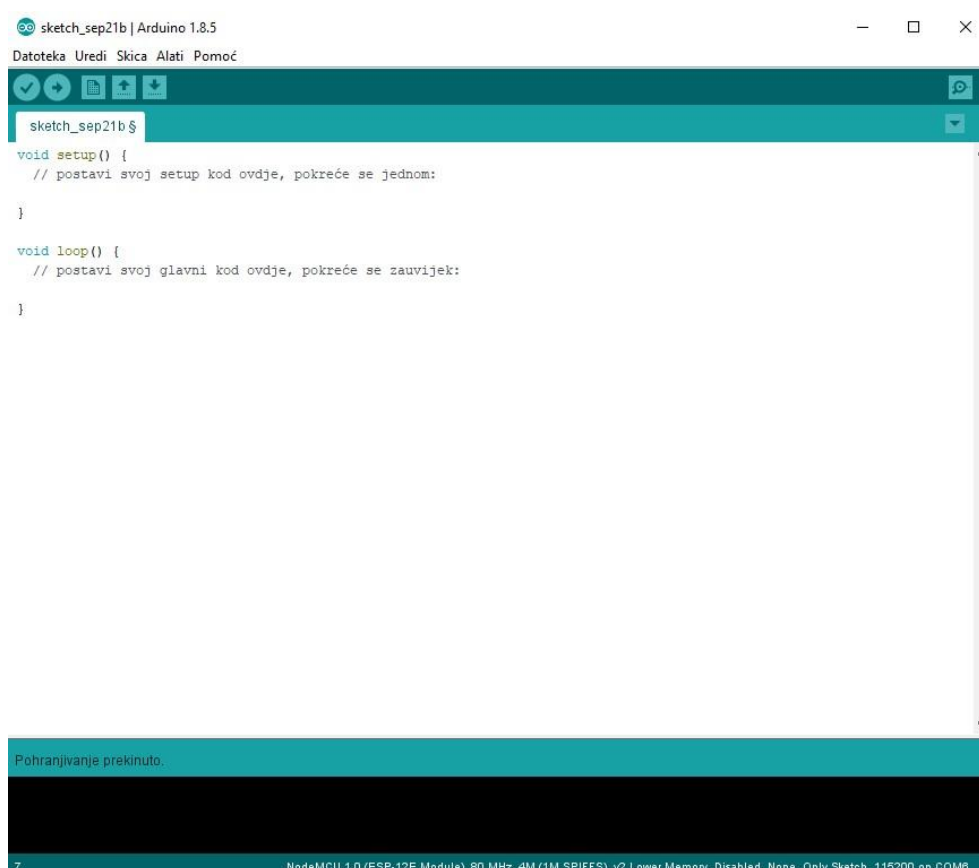 sketch_sep21b | Arduino 1.8.5
Datoteka Uredi Skica Alati Pomoć
sketch_sep21b §
void setup() {
// postavi svoj setup kod ovdje, pokreće se jednom:
}
void loop() {
// postavi svoj glavni kod ovdje, pokreće se zauvijek:
}
Pohranjivanje prekinuto.
7 NodeMCU 1.0 (ESP-12E Module), 80 MHz, 4M (1M SPIFFS), v2 Lower Memory, Disabled, None, Only Sketch, 115200 on COM6